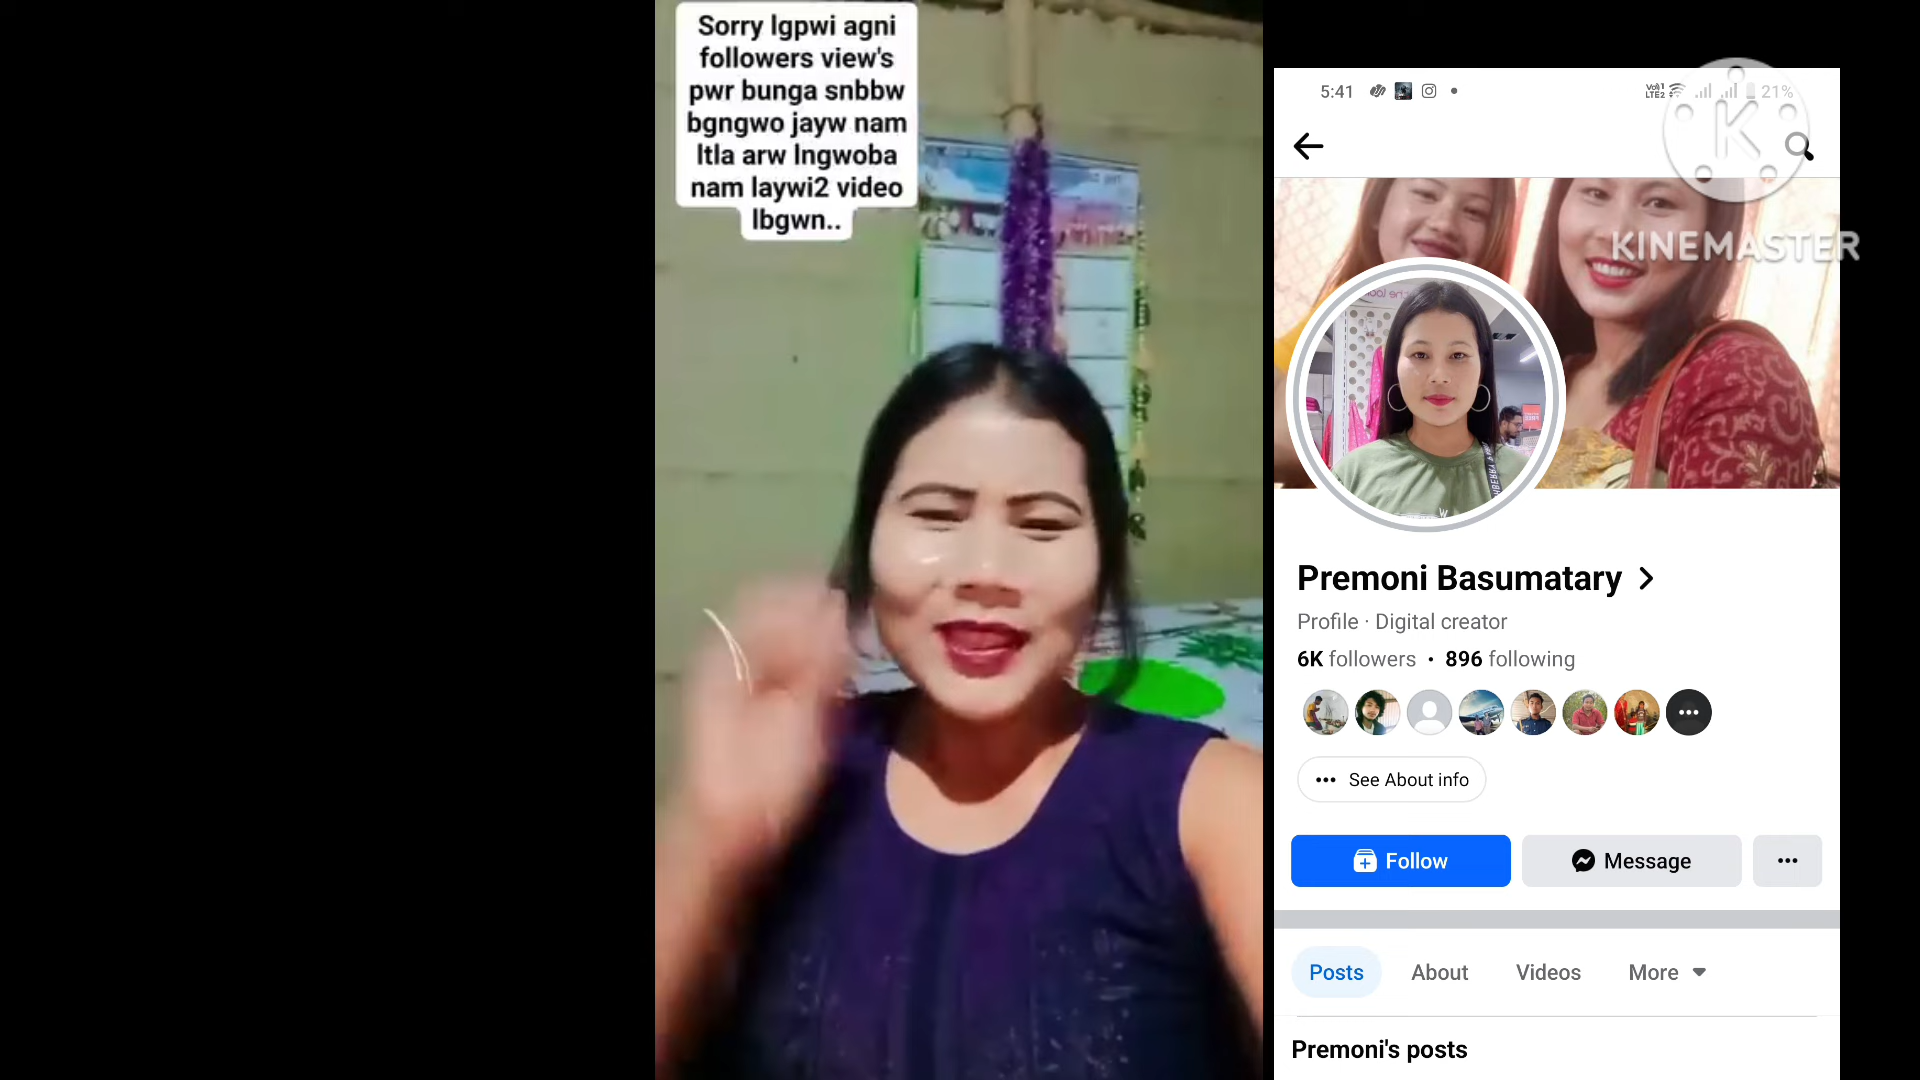 Sorry lgpwi agni
followers view's
pwr bunga snbbw
bgngwo jayw nam
ltla arw lngwoba
nam laywi2 video
lbgwn..
5:41
21%
KINEMASTER
Premoni Basumatary
Profile · Digital creator
6K followers • 896 following
See About info
Follow
Message
Posts
About
Videos
More
Premoni's posts